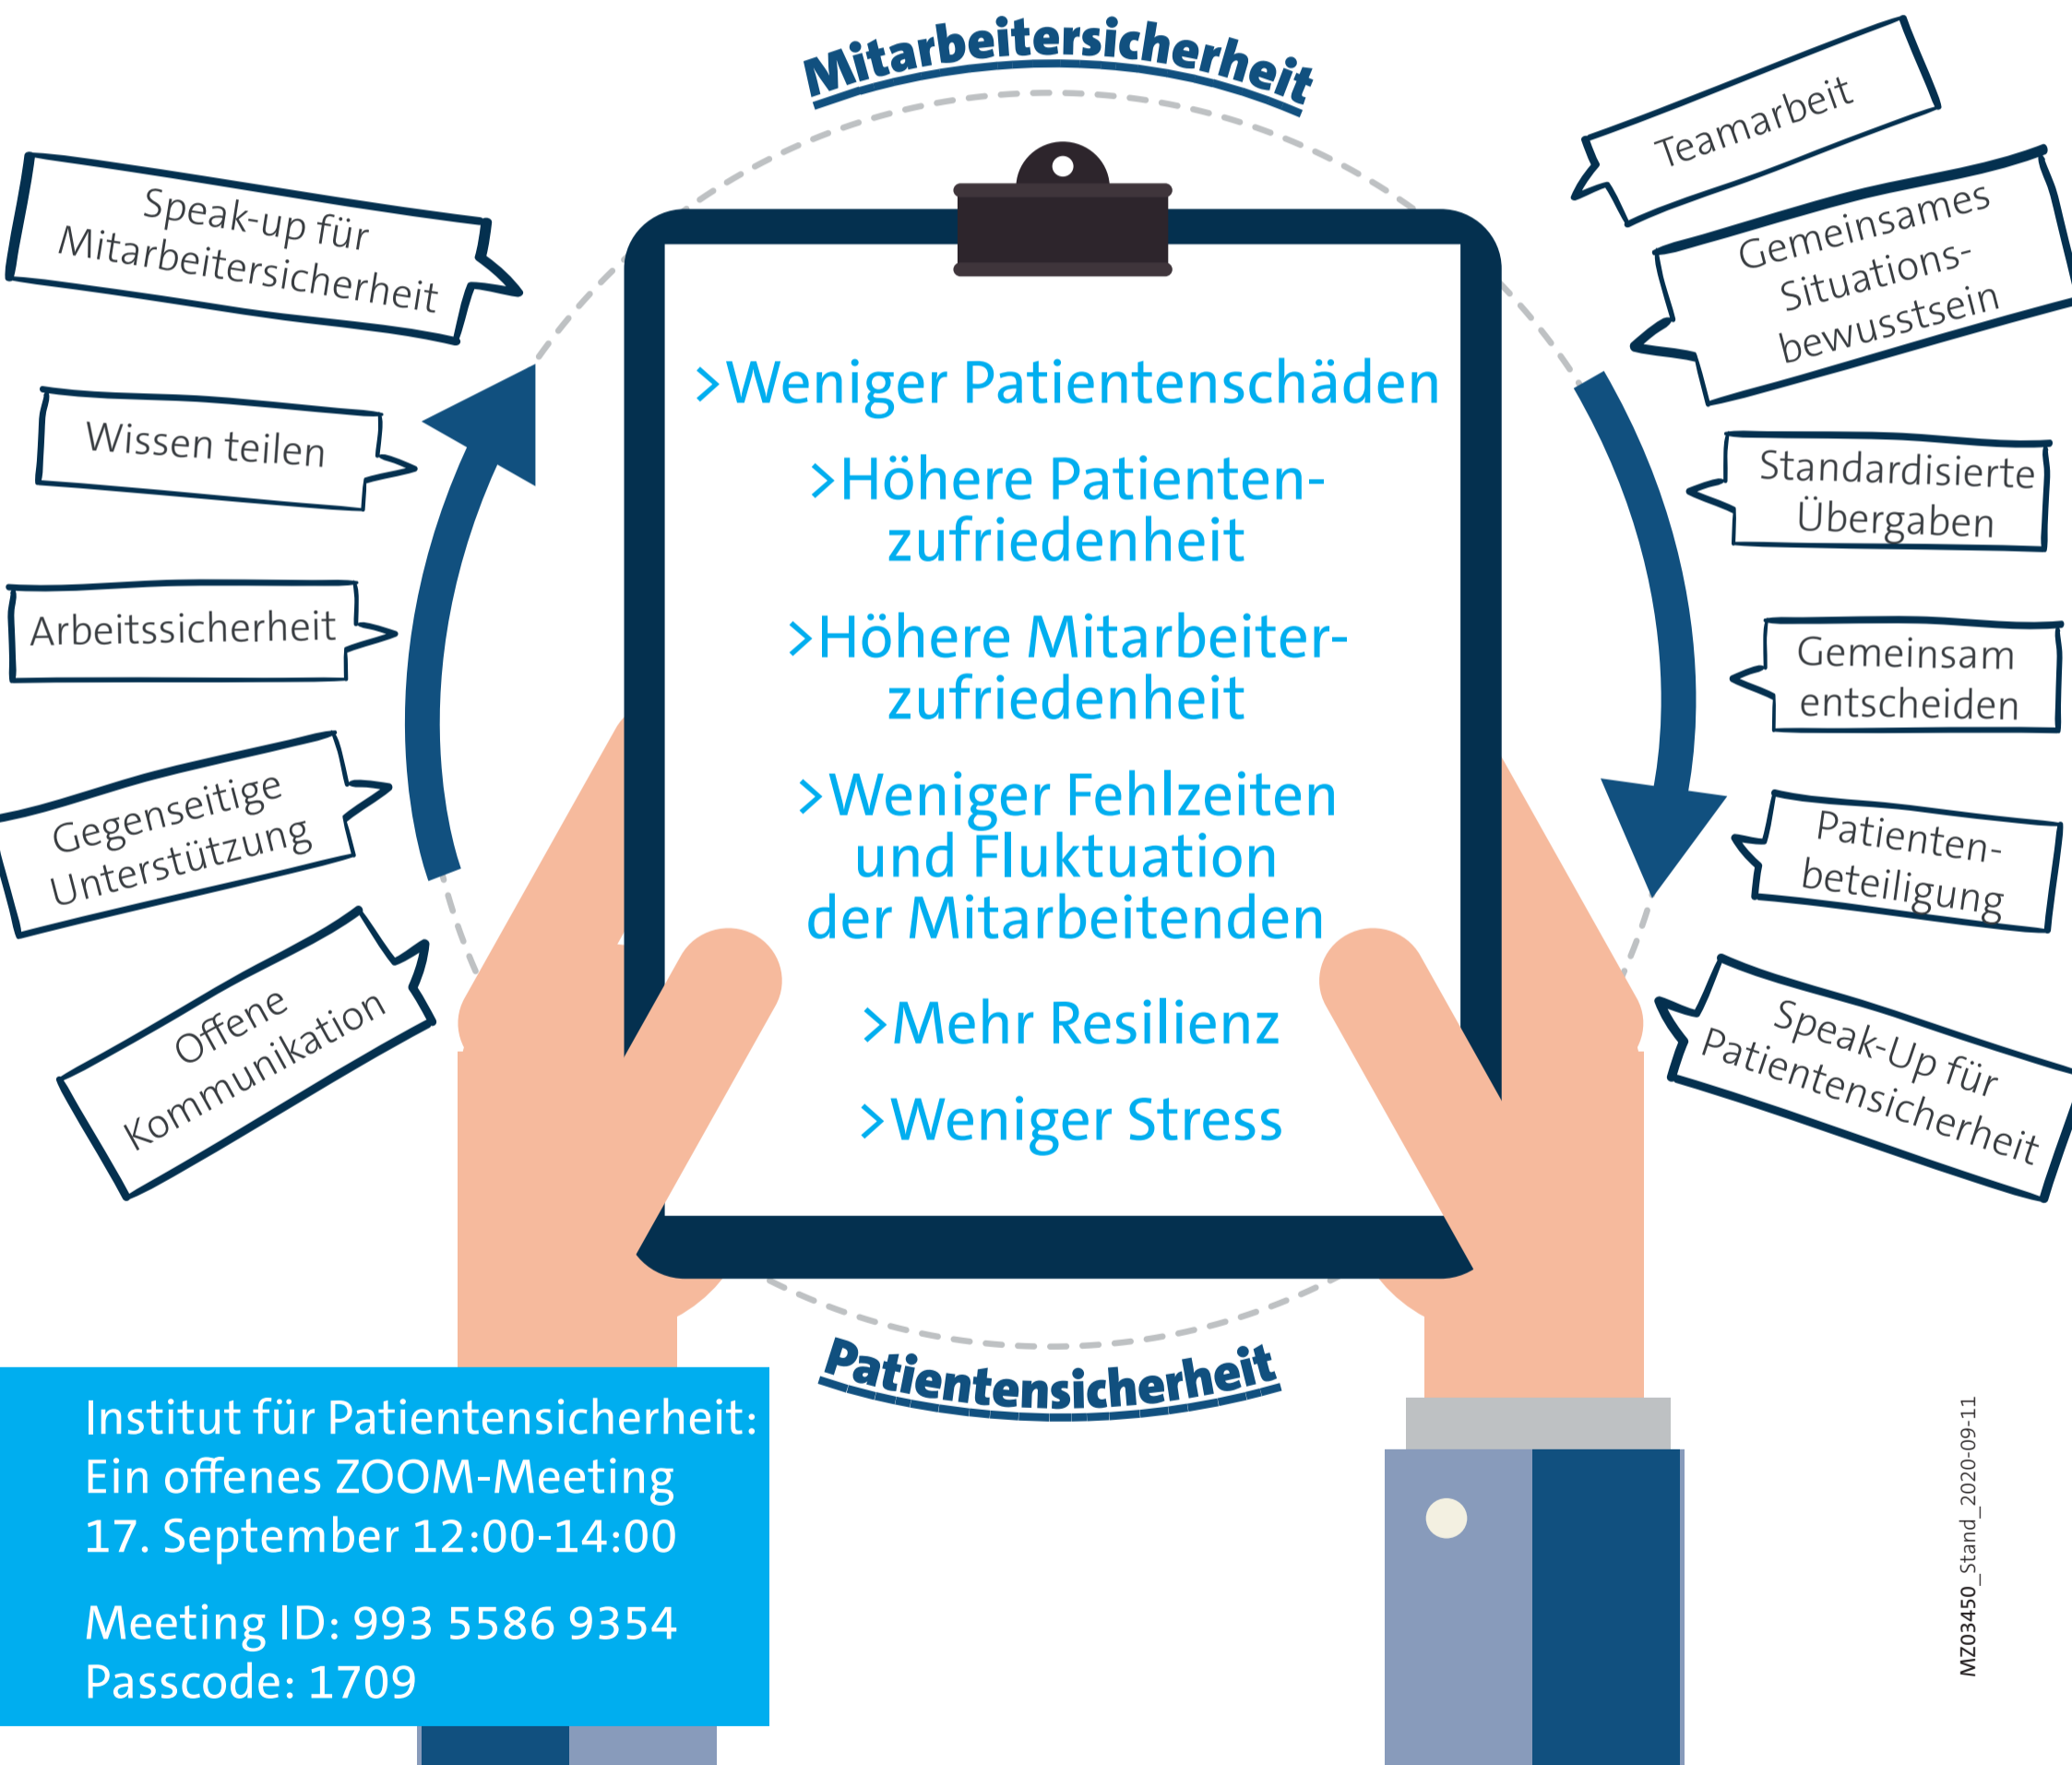 Mitarbeitersicherheit
Speak-up für
Mitarbeitersicherheit
Wissen teilen
Arbeitssicherheit
Gegenseitige
Unterstützung
Offene
Kommunikation
>Weniger Patientenschäden
>Höhere Patienten-
zufriedenheit
>Höhere Mitarbeiter-
zufriedenheit
>Weniger Fehlzeiten
und Fluktuation
der Mitarbeitenden
>Mehr Resilienz
>Weniger Stress
Teamarbeit
Gemeinsames
Situations-
bewusstsein
Standardisierte
Übergaben
Gemeinsam
entscheiden
Patienten-
beteiligung
Speak-Up für
Patientensicherheit
Patientensicherheit
Institut für Patientensicherheit:
Ein offenes ZOOM-Meeting
17. September 12:00-14:00
Meeting ID: 993 5586 9354
Passcode: 1709
MZ03450_Stand_2020-09-11